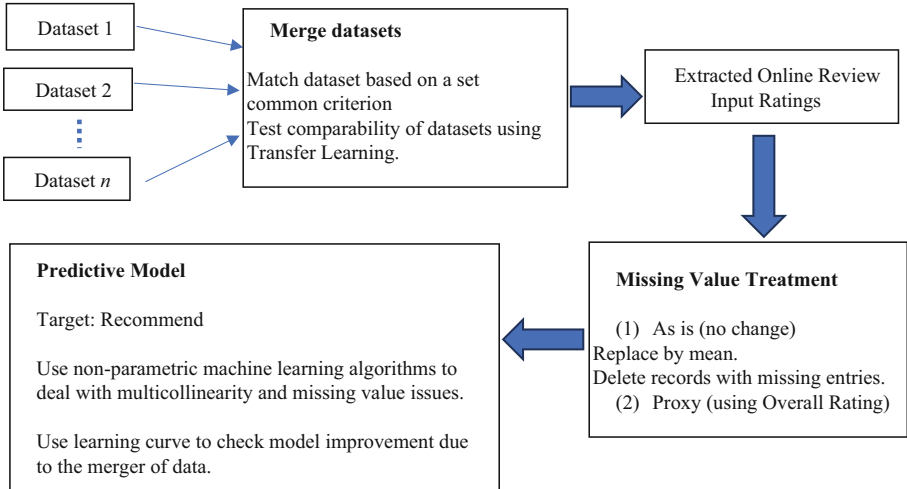 Dataset 1
Dataset 2
Dataset n
Merge datasets
Match dataset based on a set
common criterion
Test comparability of datasets using
Transfer Learning.
Extracted Online Review
Input Ratings
Missing Value Treatment
(1) As is (no change)
Replace by mean.
Delete records with missing entries.
(2) Proxy (using Overall Rating)
Predictive Model
Target: Recommend
Use non-parametric machine learning algorithms to
deal with multicollinearity and missing value issues.
Use learning curve to check model improvement due
to the merger of data.